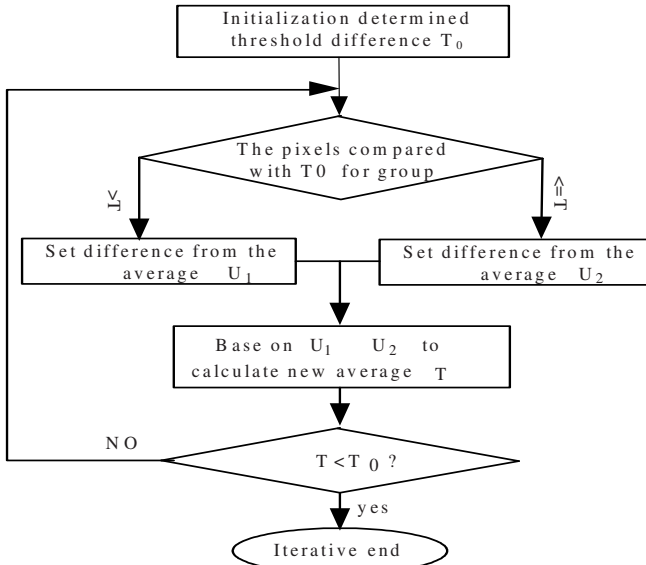 Initialization determined
threshold difference T₀
The pixels compared
with T0 for group
>T
<=T
Set difference from the
average U₁
Set difference from the
average U₂
Base on U₁ U₂ to
calculate new average T
NO
T<T₀?
yes
Iterative end